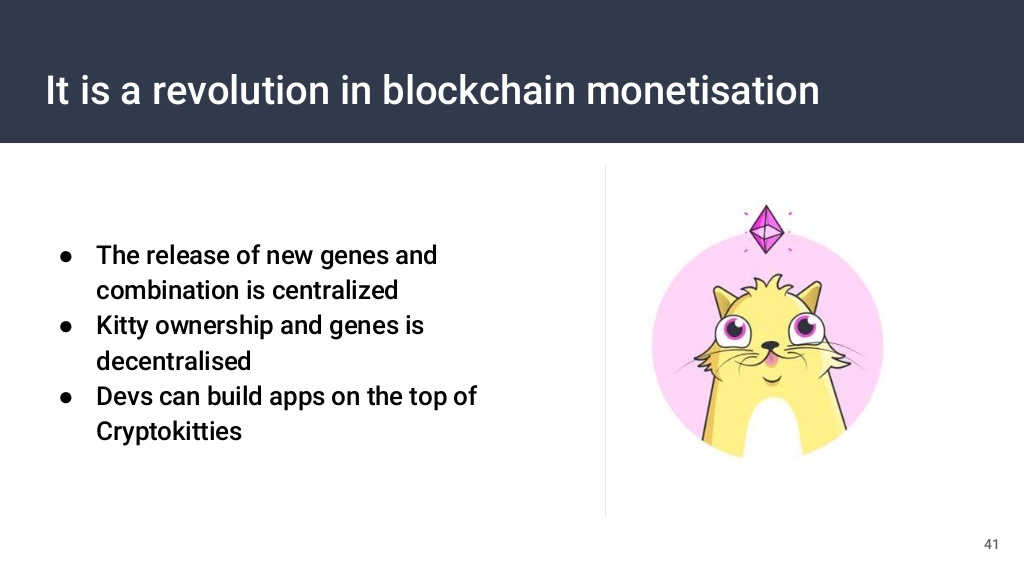 It is a revolution in blockchain monetisation
● The release of new genes and
combination is centralized
● Kitty ownership and genes is
decentralised
● Devs can build apps on the top of
Cryptokitties
41